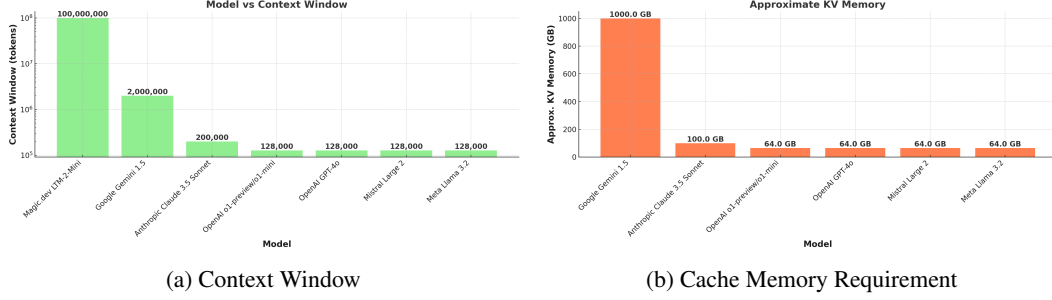 Model vs Context Window
Context Window (tokens)
10⁸
10⁷
10⁶
10⁵
100,000,000
2,000,000
200,000
128,000
128,000
128,000
128,000
Magic dev LTM-2-Mini
Google Gemini 1.5
Anthropic Claude 3.5 Sonnet
OpenAI o1-preview/o1-mini
OpenAI GPT-4o
Mistral Large 2
Meta Llama 3.2
Model
(a) Context Window
Approximate KV Memory
Approx. KV Memory (GB)
1000
800
600
400
200
0
1000.0 GB
100.0 GB
64.0 GB
64.0 GB
64.0 GB
64.0 GB
Google Gemini 1.5
Anthropic Claude 3.5 Sonnet
OpenAI o1-preview/o1-mini
OpenAI GPT-4o
Mistral Large 2
Meta Llama 3.2
Model
(b) Cache Memory Requirement